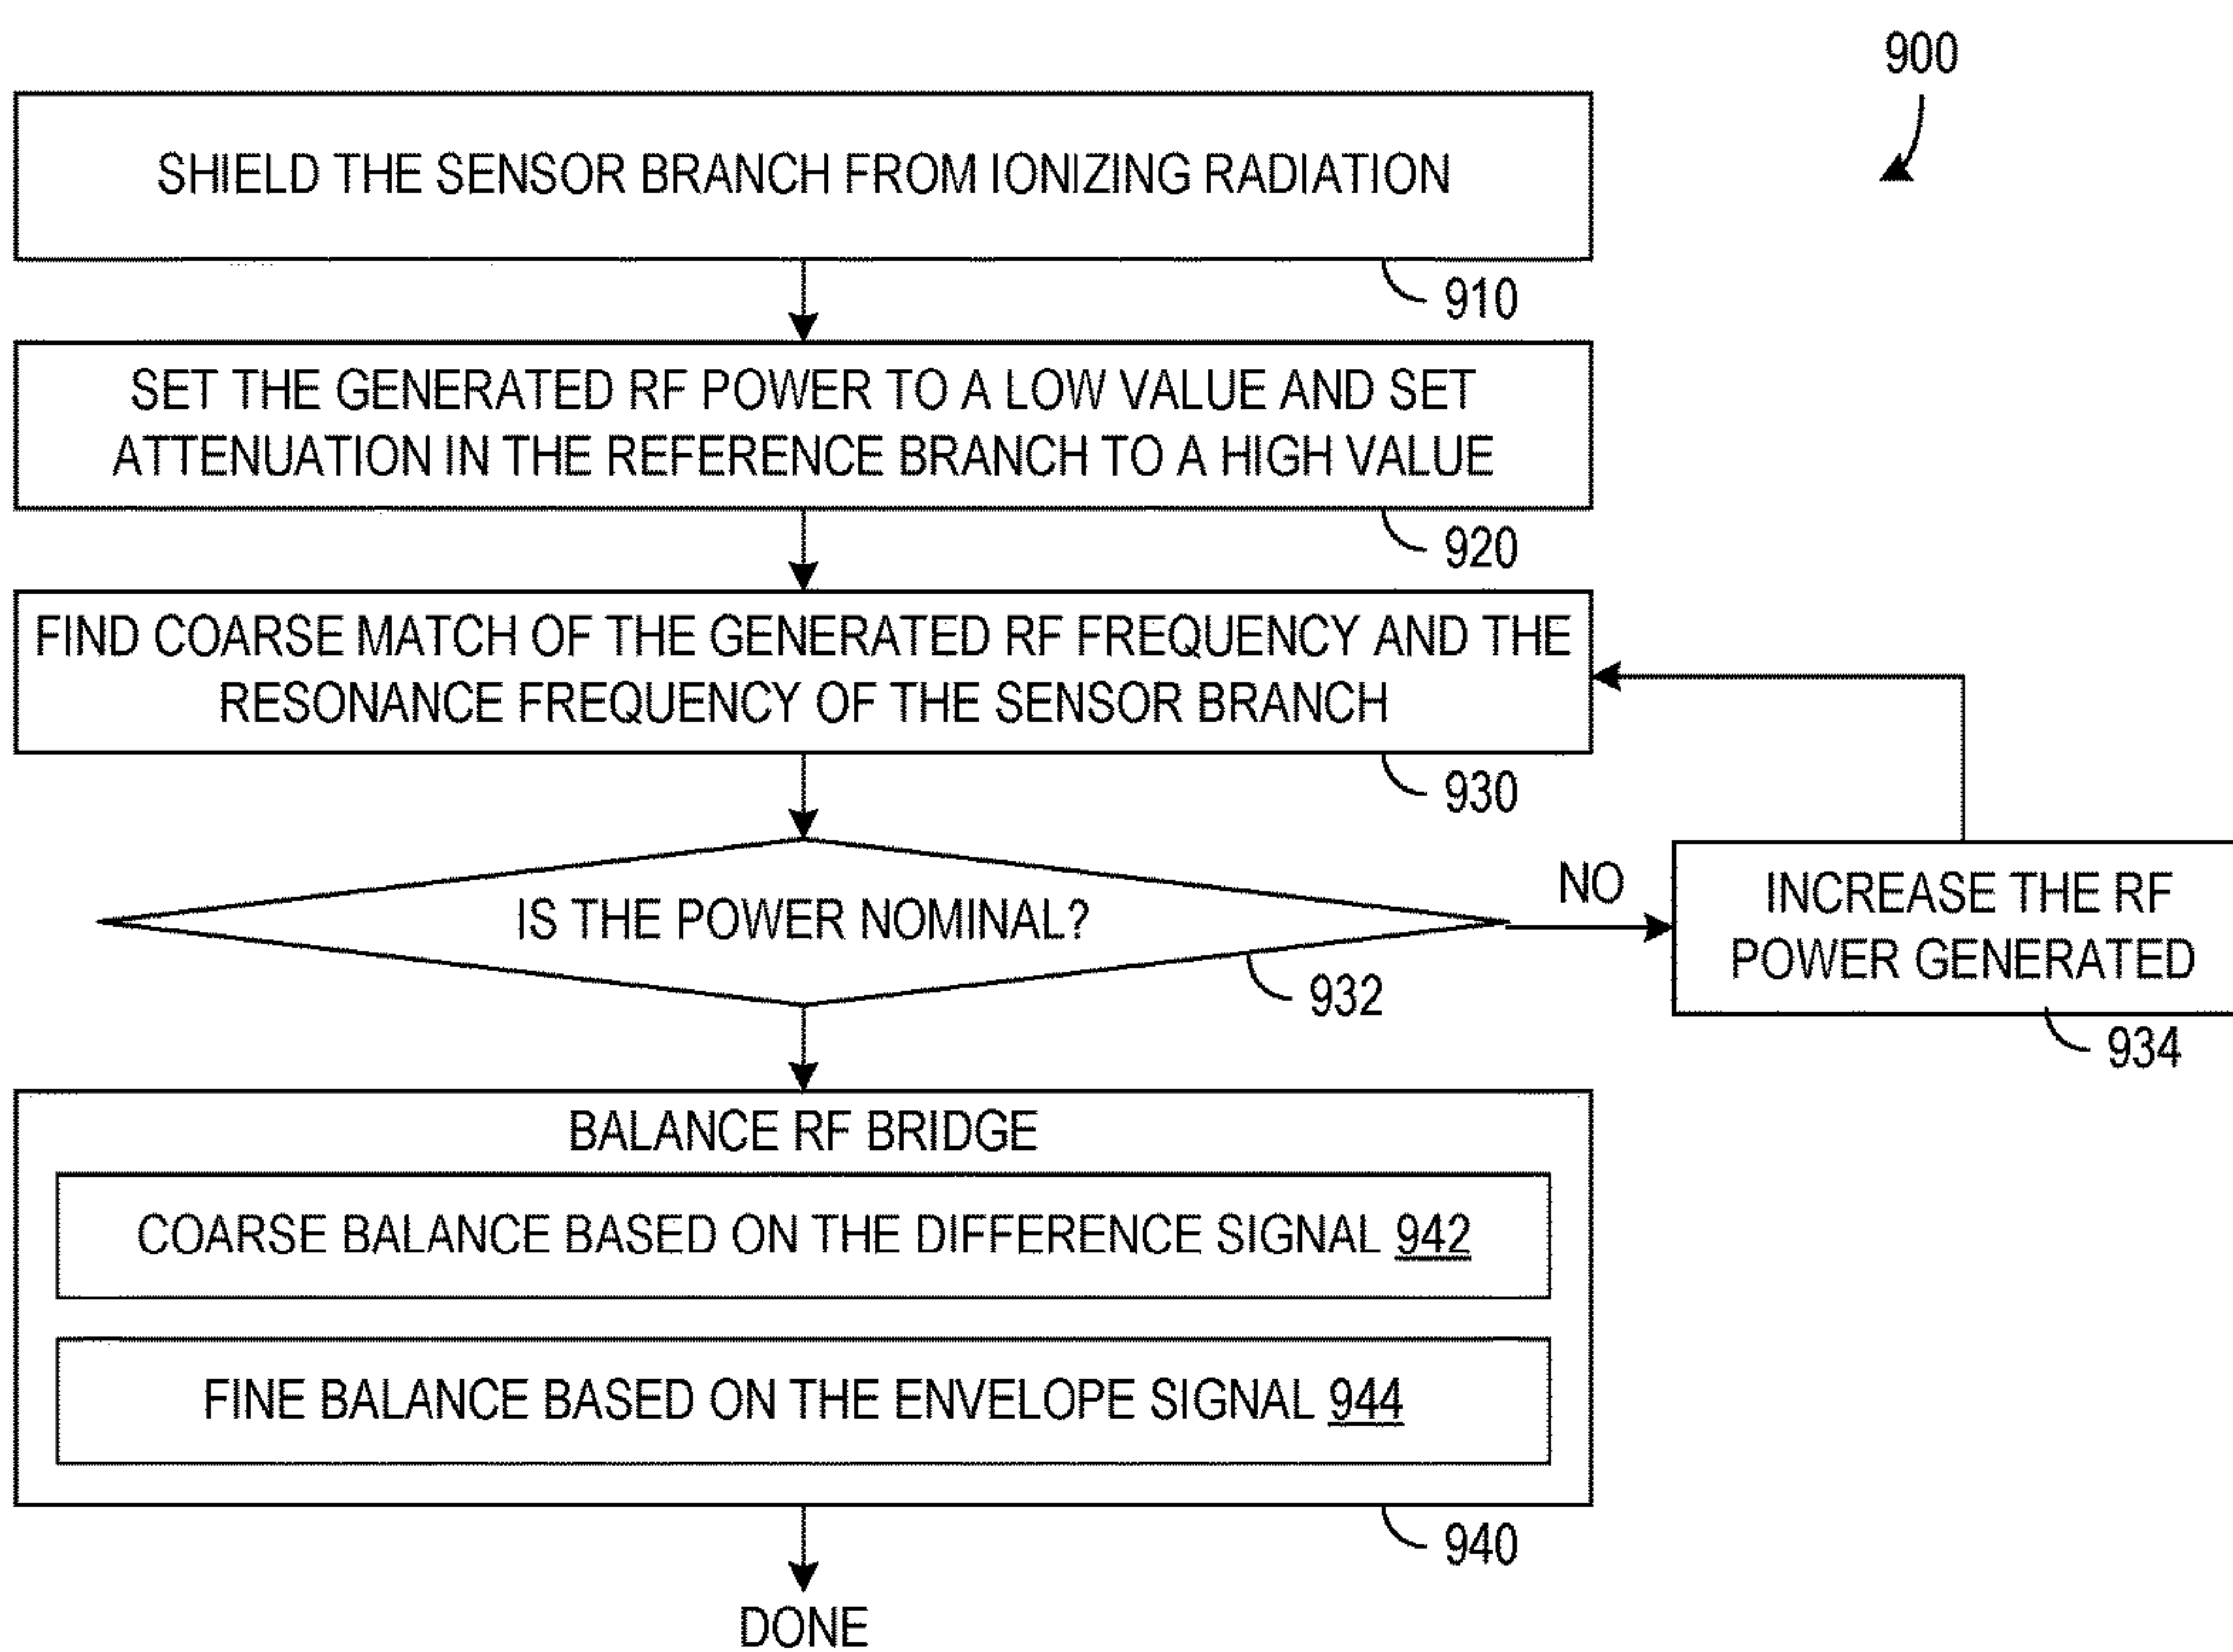 900
SHIELD THE SENSOR BRANCH FROM IONIZING RADIATION
910
SET THE GENERATED RF POWER TO A LOW VALUE AND SET
ATTENUATION IN THE REFERENCE BRANCH TO A HIGH VALUE
920
FIND COARSE MATCH OF THE GENERATED RF FREQUENCY AND THE
RESONANCE FREQUENCY OF THE SENSOR BRANCH
930
IS THE POWER NOMINAL?
932
NO
INCREASE THE RF
POWER GENERATED
934
BALANCE RF BRIDGE
COARSE BALANCE BASED ON THE DIFFERENCE SIGNAL 942
FINE BALANCE BASED ON THE ENVELOPE SIGNAL 944
940
DONE